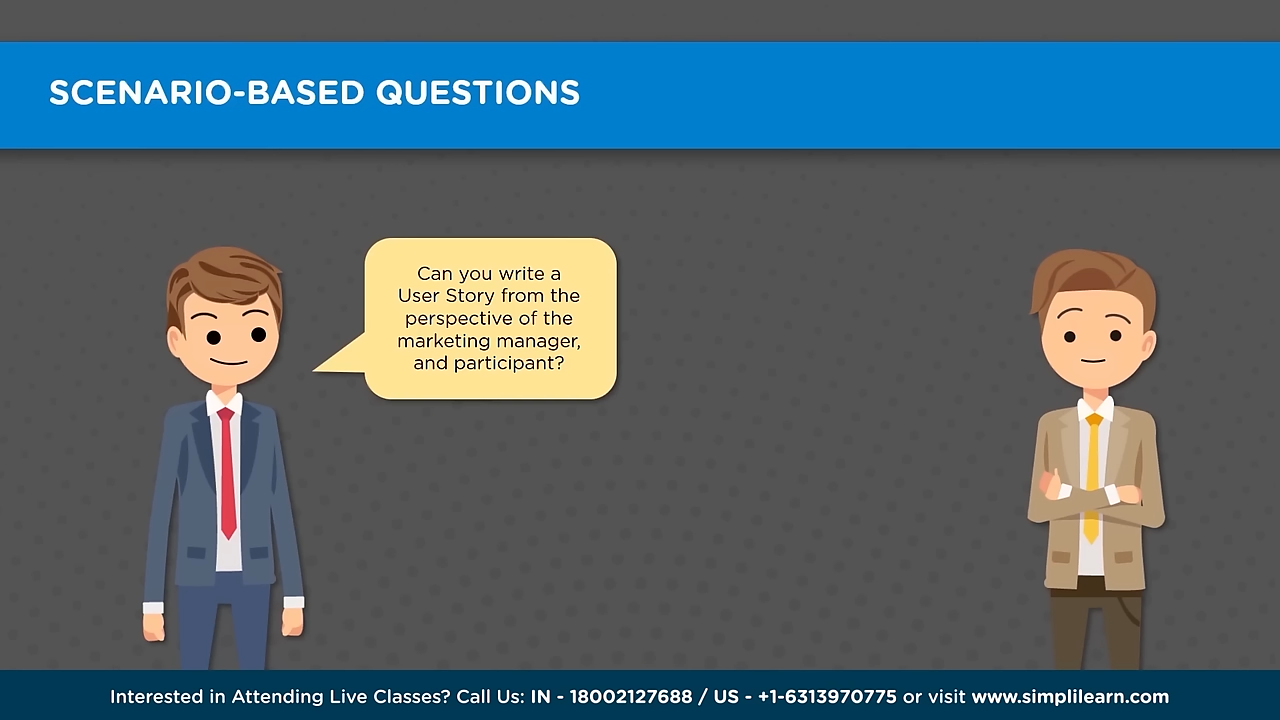 SCENARIO-BASED QUESTIONS
Can you write a
User Story from the
perspective of the
marketing manager,
and participant?
Interested in Attending Live Classes? Call Us: IN - 18002127688 / US - +1-6313970775 or visit www.simplilearn.com